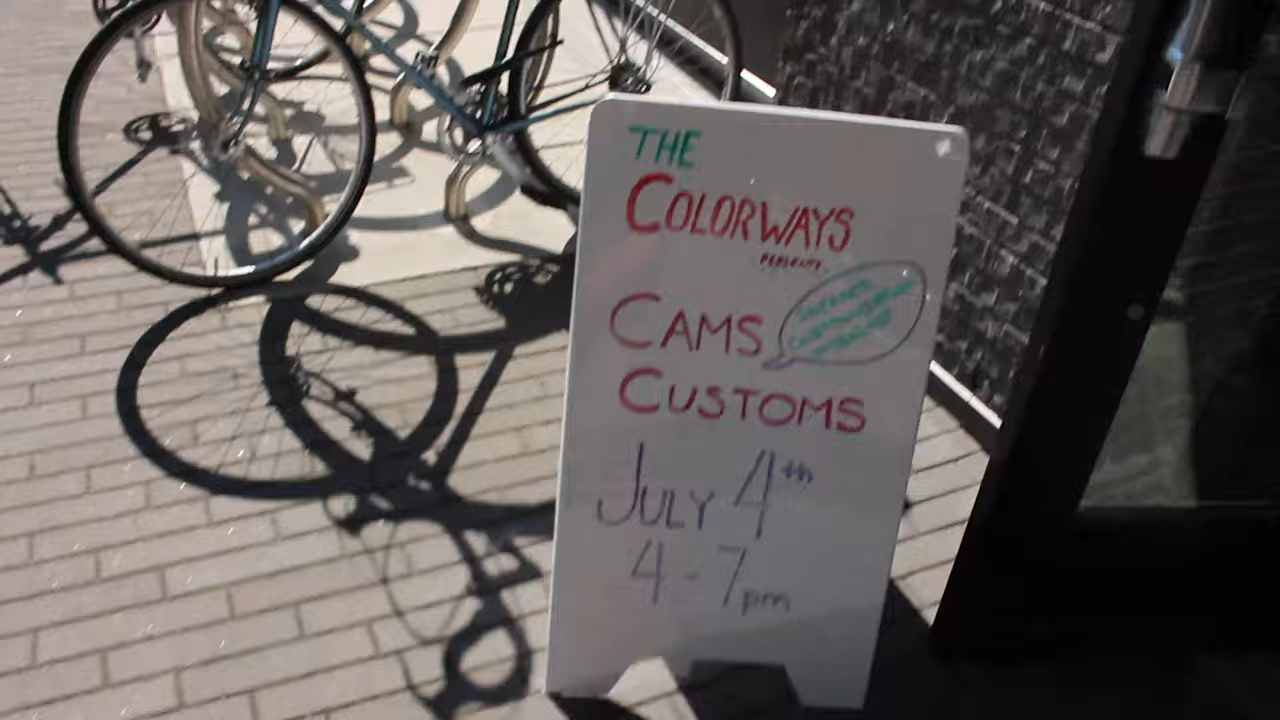 THE
COLORWAYS
PRESENTS
CAMS
CUSTOMS
JULY 4th
4-7pm